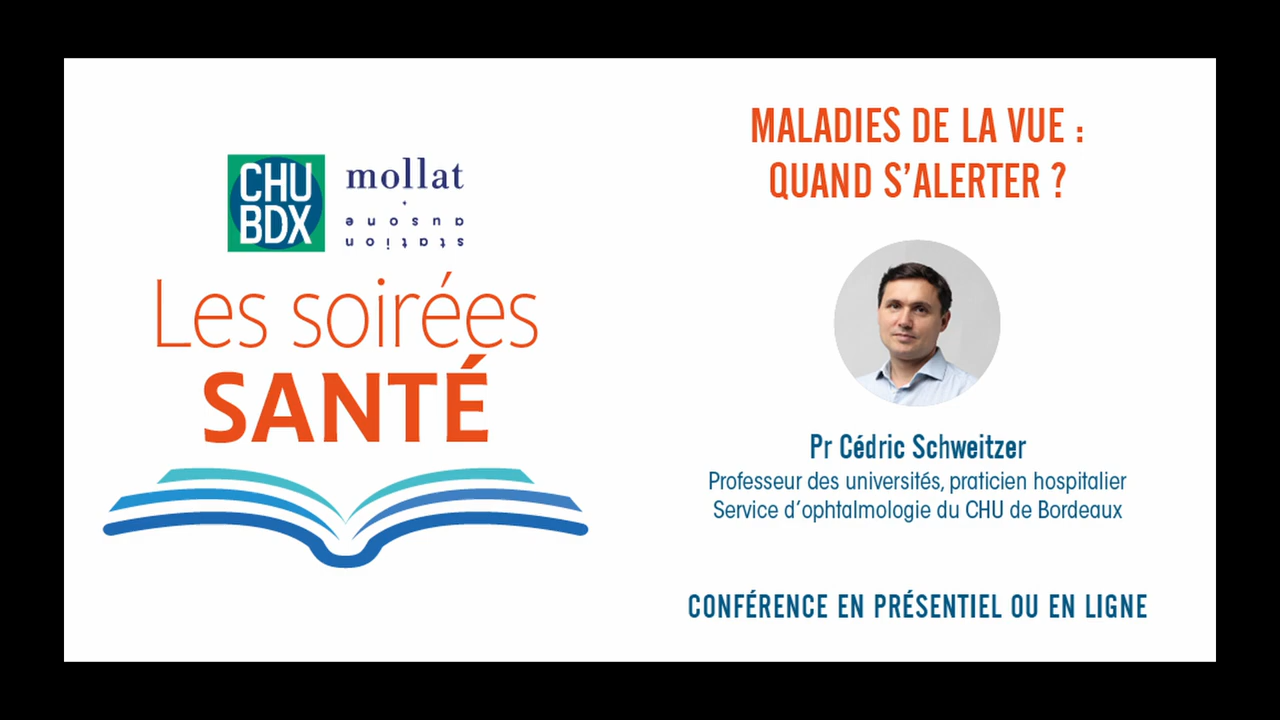 CHU
BDX
mollat
+
station
ausone
Les soirées
SANTÉ
MALADIES DE LA VUE :
QUAND S'ALERTER ?
Pr Cédric Schweitzer
Professeur des universités, praticien hospitalier
Service d'ophtalmologie du CHU de Bordeaux
CONFÉRENCE EN PRÉSENTIEL OU EN LIGNE